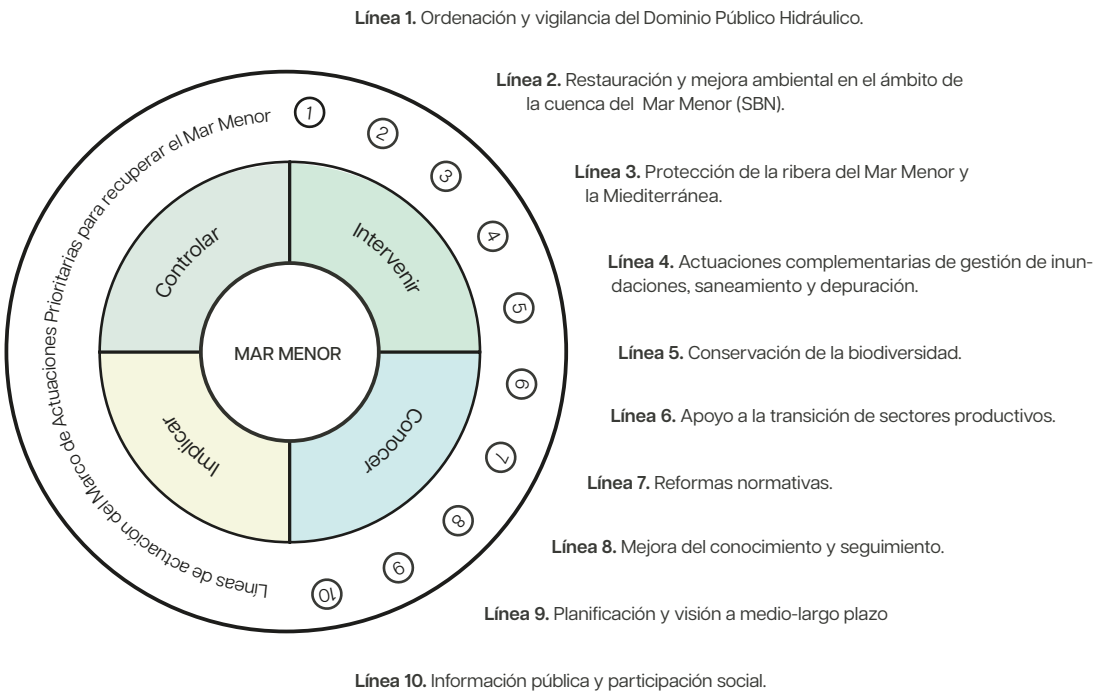 Línea 1. Ordenación y vigilancia del Dominio Público Hidráulico.
Línea 2. Restauración y mejora ambiental en el ámbito de
la cuenca del Mar Menor (SBN).
Línea 3. Protección de la ribera del Mar Menor y
la Miediterránea.
Línea 4. Actuaciones complementarias de gestión de inun-
daciones, saneamiento y depuración.
Línea 5. Conservación de la biodiversidad.
Línea 6. Apoyo a la transición de sectores productivos.
Línea 7. Reformas normativas.
Línea 8. Mejora del conocimiento y seguimiento.
Línea 9. Planificación y visión a medio-largo plazo
Línea 10. Información pública y participación social.
Líneas de actuación del Marco de Actuaciones Prioritarias para recuperar el Mar Menor
1
2
3
4
5
6
7
8
9
10
Controlar
Intervenir
MAR MENOR
Implicar
Conocer